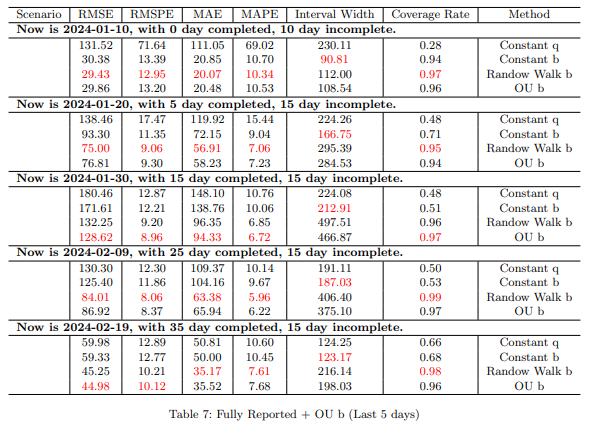 Scenario RMSE RMSPE MAE MAPE Interval Width Coverage Rate Method
Now is 2024-01-10, with 0 day completed, 10 day incomplete.
131.52 71.64 111.05 69.02 230.11 0.28 Constant q
30.38 13.39 20.85 10.70 90.81 0.94 Constant b
29.43 12.95 20.07 10.34 112.00 0.97 Randow Walk b
29.86 13.20 20.48 10.53 108.54 0.96 OU b
Now is 2024-01-20, with 5 day completed, 15 day incomplete.
138.46 17.47 119.92 15.44 224.26 0.48 Constant q
93.30 11.35 72.15 9.04 166.75 0.71 Constant b
75.00 9.06 56.91 7.06 295.39 0.95 Randow Walk b
76.81 9.30 58.23 7.23 284.53 0.94 OU b
Now is 2024-01-30, with 15 day completed, 15 day incomplete.
180.46 12.87 148.10 10.76 224.08 0.48 Constant q
171.61 12.21 138.76 10.06 212.91 0.51 Constant b
132.25 9.20 96.35 6.85 497.51 0.96 Randow Walk b
128.62 8.96 94.33 6.72 466.87 0.97 OU b
Now is 2024-02-09, with 25 day completed, 15 day incomplete.
130.30 12.30 109.37 10.14 191.11 0.50 Constant q
125.40 11.86 104.16 9.67 187.03 0.53 Constant b
84.01 8.06 63.38 5.96 406.40 0.99 Randow Walk b
86.92 8.37 65.94 6.22 375.10 0.97 OU b
Now is 2024-02-19, with 35 day completed, 15 day incomplete.
59.98 12.89 50.81 10.60 124.25 0.66 Constant q
59.33 12.77 50.00 10.45 123.17 0.68 Constant b
45.25 10.21 35.17 7.61 216.14 0.98 Randow Walk b
44.98 10.12 35.52 7.68 198.03 0.96 OU b
Table 7: Fully Reported + OU b (Last 5 days)